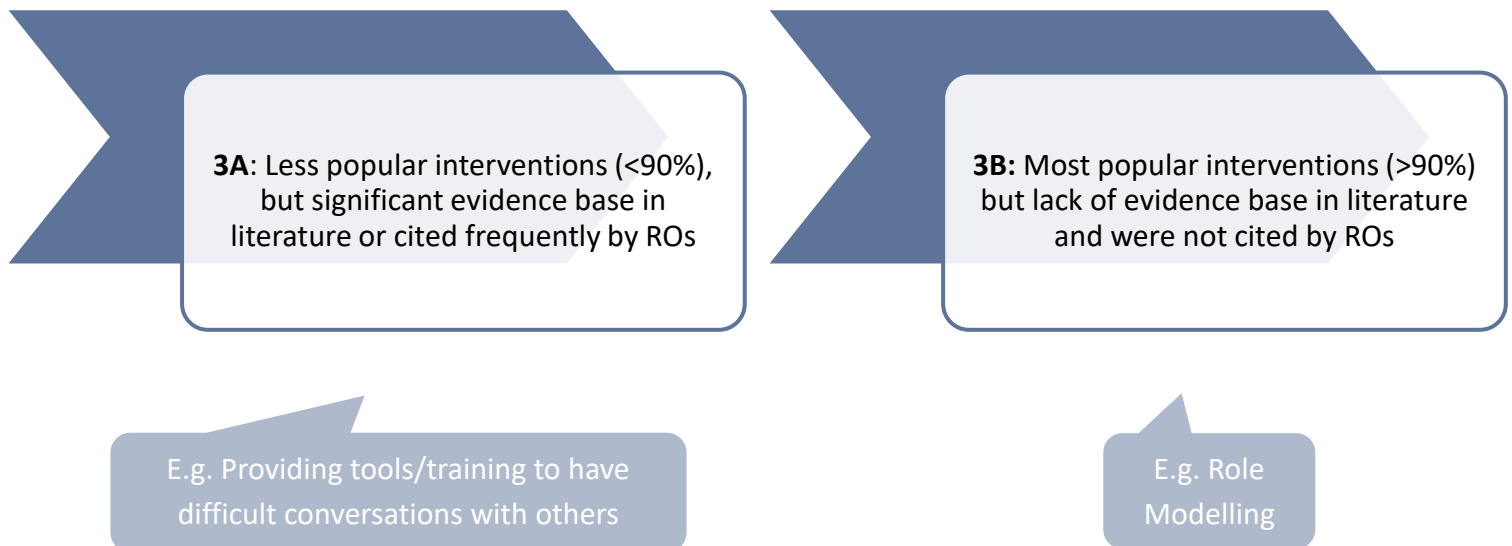 3A: Less popular interventions (<90%),
but significant evidence base in
literature or cited frequently by ROs
3B: Most popular interventions (>90%)
but lack of evidence base in literature
and were not cited by ROs
E.g. Providing tools/training to have
difficult conversations with others
E.g. Role
Modelling